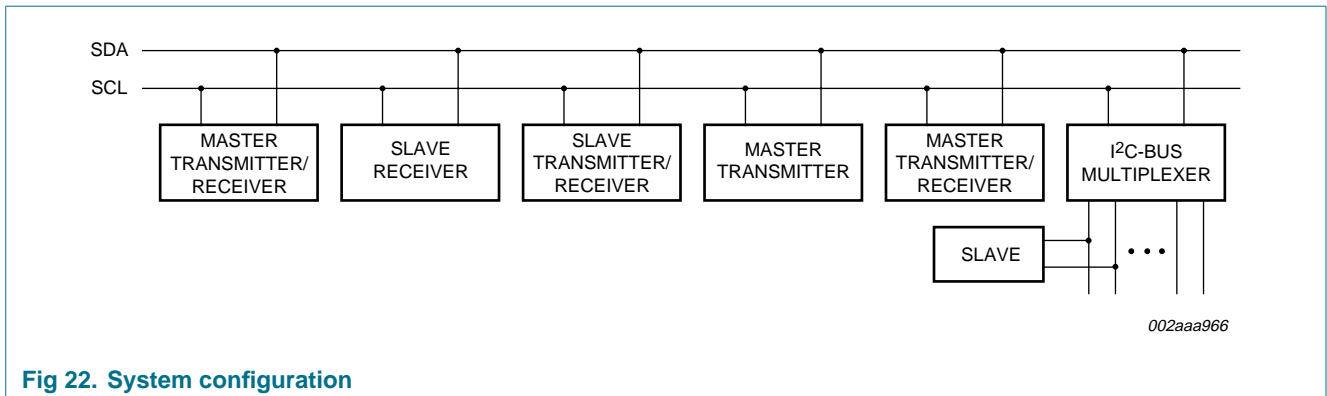 SDA
SCL
MASTER
TRANSMITTER/
RECEIVER
SLAVE
RECEIVER
SLAVE
TRANSMITTER/
RECEIVER
MASTER
TRANSMITTER
MASTER
TRANSMITTER/
RECEIVER
I²C-BUS
MULTIPLEXER
SLAVE
002aaa966
Fig 22. System configuration